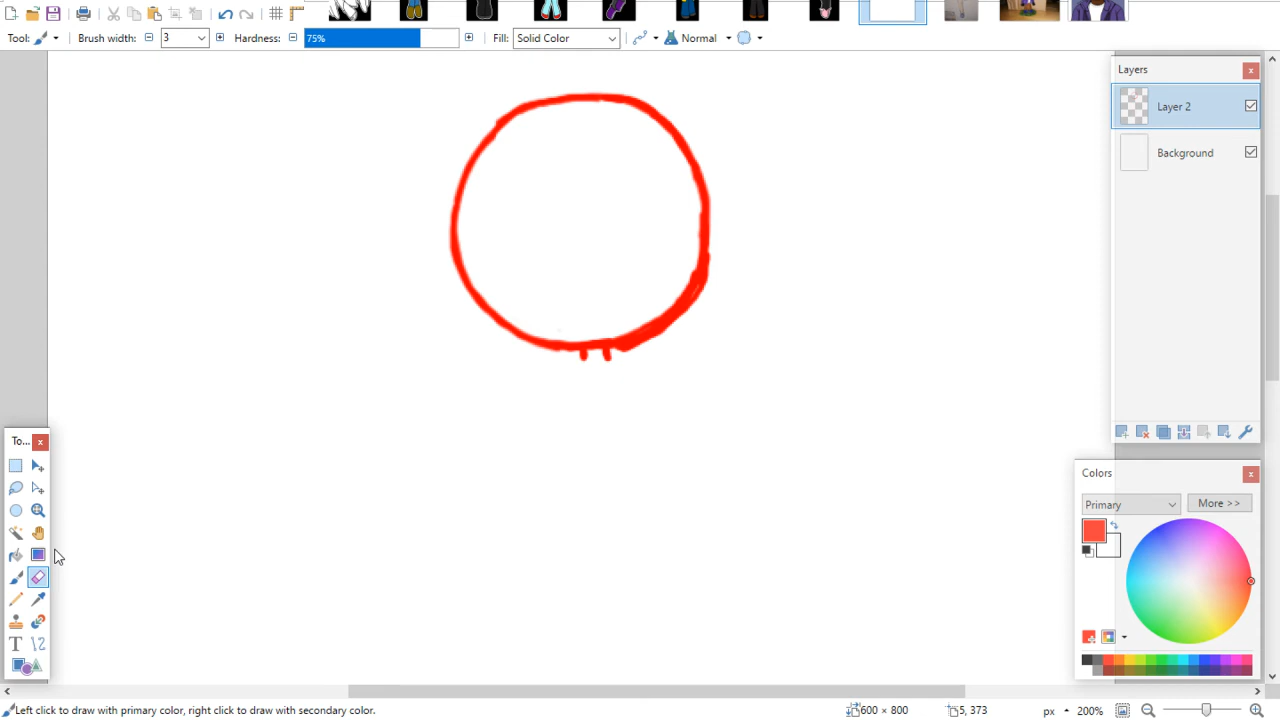 Tool:
Brush width:
3
Hardness:
75%
Fill:
Solid Color
Normal
Layers
Layer 2
Background
To...
Colors
Primary
More >>
T
Left click to draw with primary color, right click to draw with secondary color.
600 × 800
5, 373
px
200%